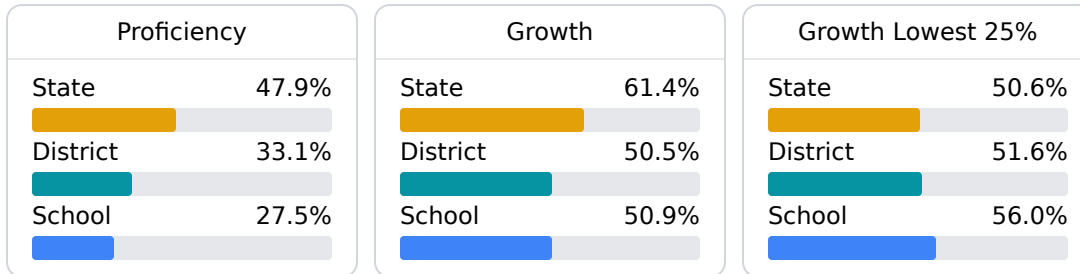 Proficiency
State 47.9%
District 33.1%
School 27.5%
Growth
State 61.4%
District 50.5%
School 50.9%
Growth Lowest 25%
State 50.6%
District 51.6%
School 56.0%